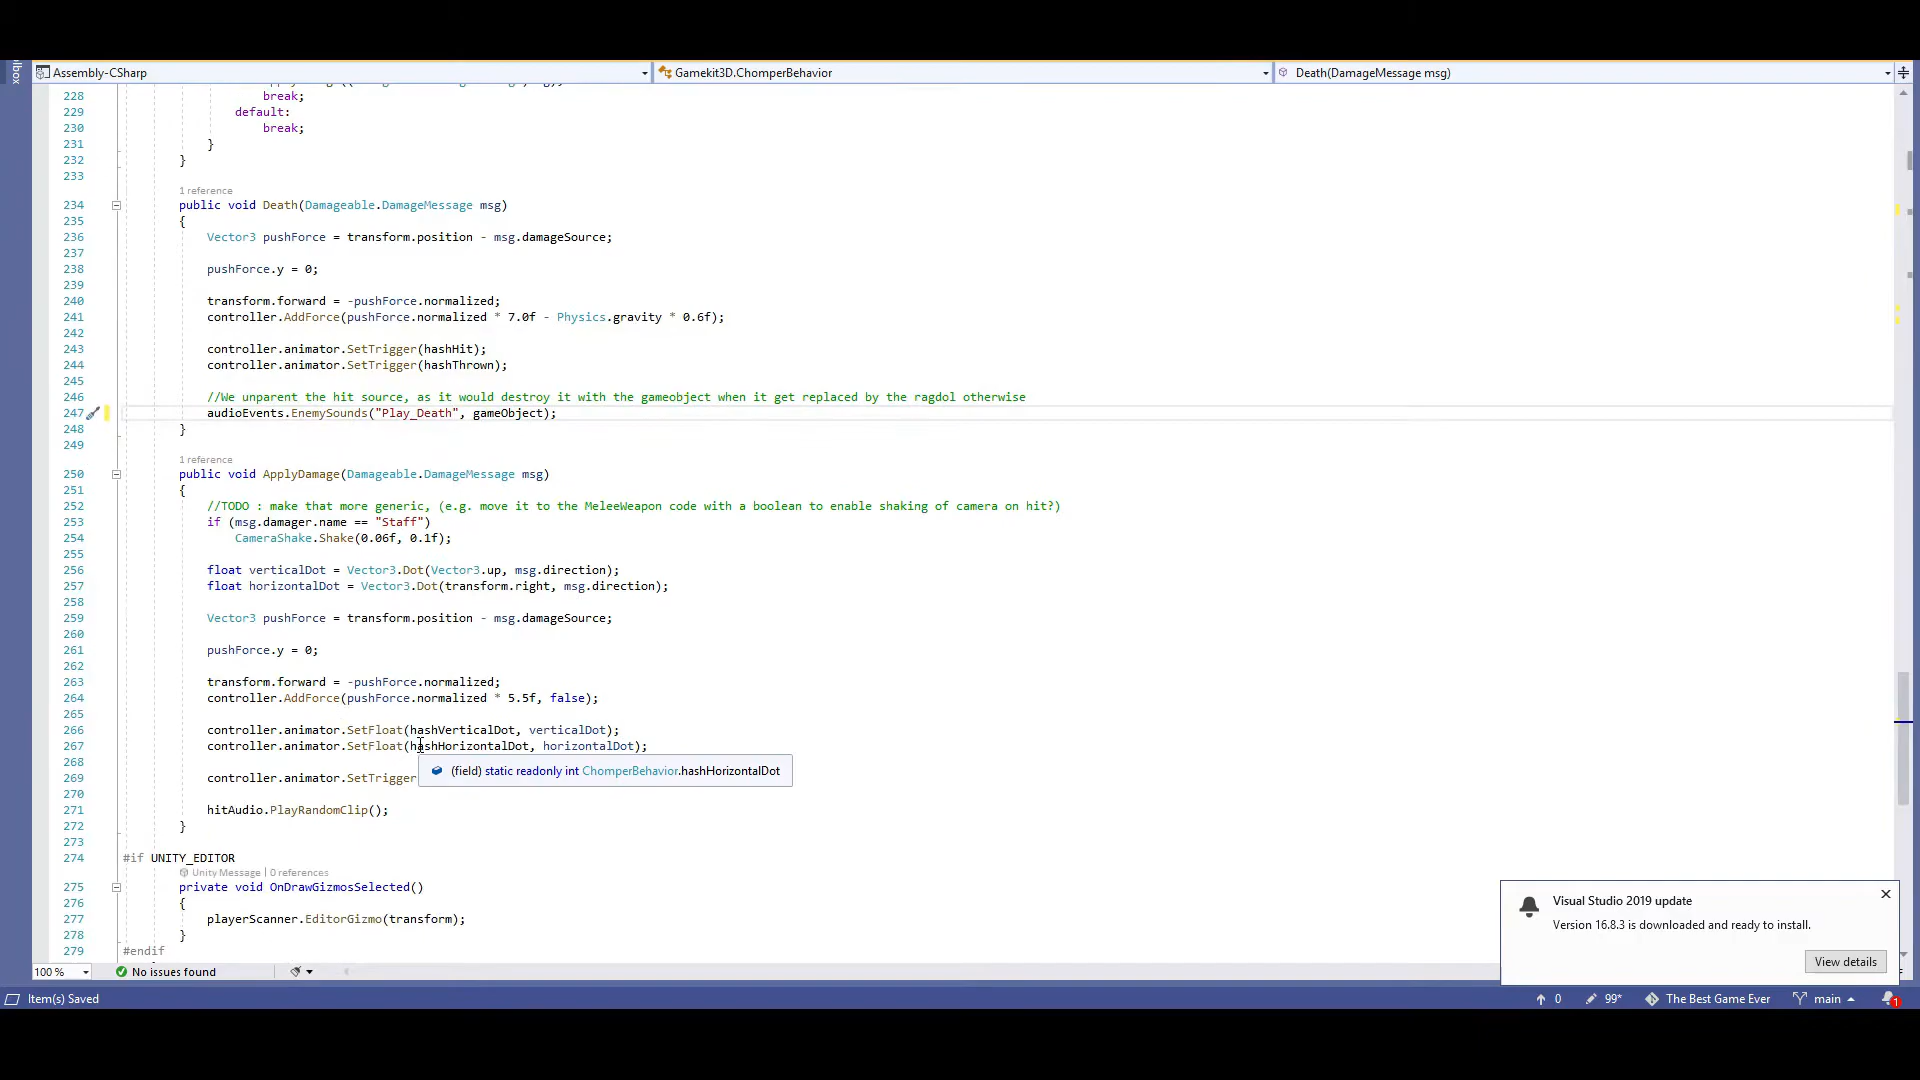 lbox
Assembly-CSharp
Gamekit3D.ChomperBehavior
Death(DamageMessage msg)
228 break;
229 default:
230 break;
231 }
232 }
233
1 reference
234 public void Death(Damageable.DamageMessage msg)
235 {
236 Vector3 pushForce = transform.position - msg.damageSource;
237
238 pushForce.y = 0;
239
240 transform.forward = -pushForce.normalized;
241 controller.AddForce(pushForce.normalized * 7.0f - Physics.gravity * 0.6f);
242
243 controller.animator.SetTrigger(hashHit);
244 controller.animator.SetTrigger(hashThrown);
245
246 //We unparent the hit source, as it would destroy it with the gameobject when it get replaced by the ragdol otherwise
247 audioEvents.EnemySounds("Play_Death", gameObject);
248 }
249
1 reference
250 public void ApplyDamage(Damageable.DamageMessage msg)
251 {
252 //TODO : make that more generic, (e.g. move it to the MeleeWeapon code with a boolean to enable shaking of camera on hit?)
253 if (msg.damager.name == "Staff")
254 CameraShake.Shake(0.06f, 0.1f);
255
256 float verticalDot = Vector3.Dot(Vector3.up, msg.direction);
257 float horizontalDot = Vector3.Dot(transform.right, msg.direction);
258
259 Vector3 pushForce = transform.position - msg.damageSource;
260
261 pushForce.y = 0;
262
263 transform.forward = -pushForce.normalized;
264 controller.AddForce(pushForce.normalized * 5.5f, false);
265
266 controller.animator.SetFloat(hashVerticalDot, verticalDot);
267 controller.animator.SetFloat(hashHorizontalDot, horizontalDot);
268
(field) static readonly int ChomperBehavior.hashHorizontalDot
269 controller.animator.SetTrigger
270
271 hitAudio.PlayRandomClip();
272 }
273
274 #if UNITY_EDITOR
Unity Message | 0 references
275 private void OnDrawGizmosSelected()
276 {
277 playerScanner.EditorGizmo(transform);
278 }
279 #endif
Visual Studio 2019 update
Version 16.8.3 is downloaded and ready to install.
View details
100 %
No issues found
Item(s) Saved
0
99*
The Best Game Ever
main
1